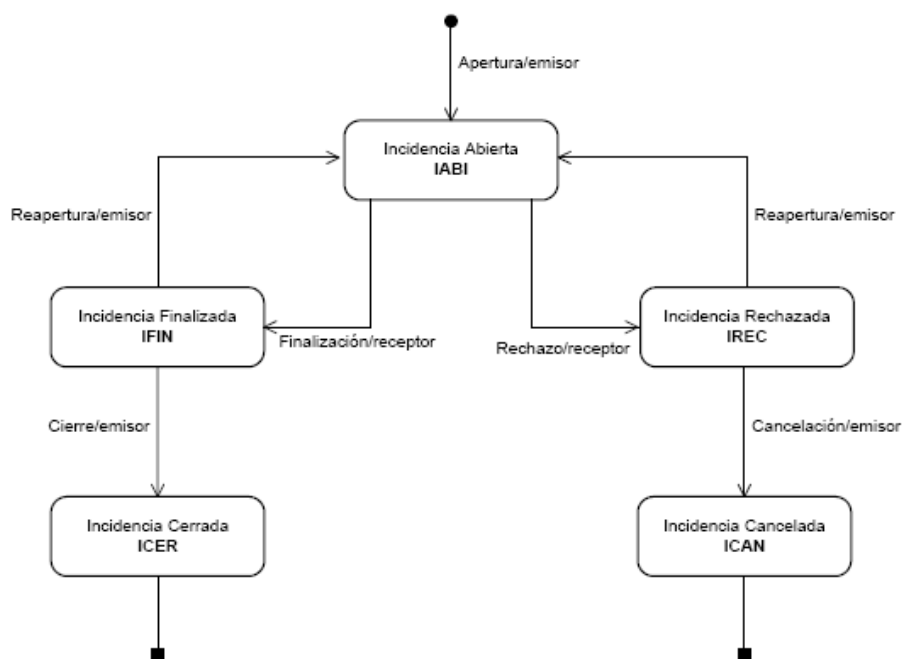 Apertura/emisor
Incidencia Abierta
IABI
Reapertura/emisor
Reapertura/emisor
Incidencia Finalizada
IFIN
Finalización/receptor
Rechazo/receptor
Incidencia Rechazada
IREC
Cierre/emisor
Cancelación/emisor
Incidencia Cerrada
ICER
Incidencia Cancelada
ICAN